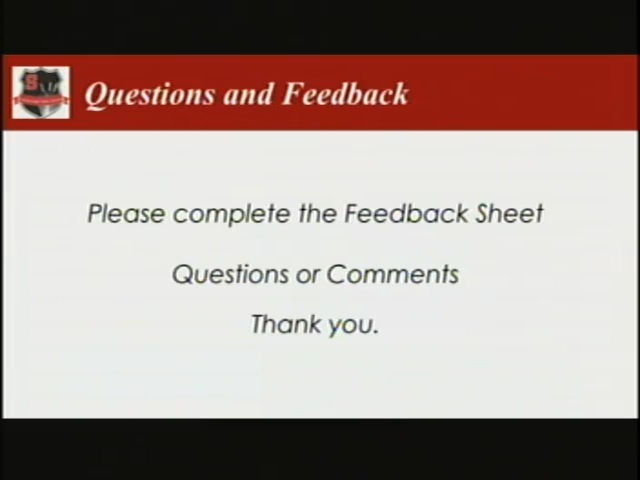 Questions and Feedback
Please complete the Feedback Sheet
Questions or Comments
Thank you.